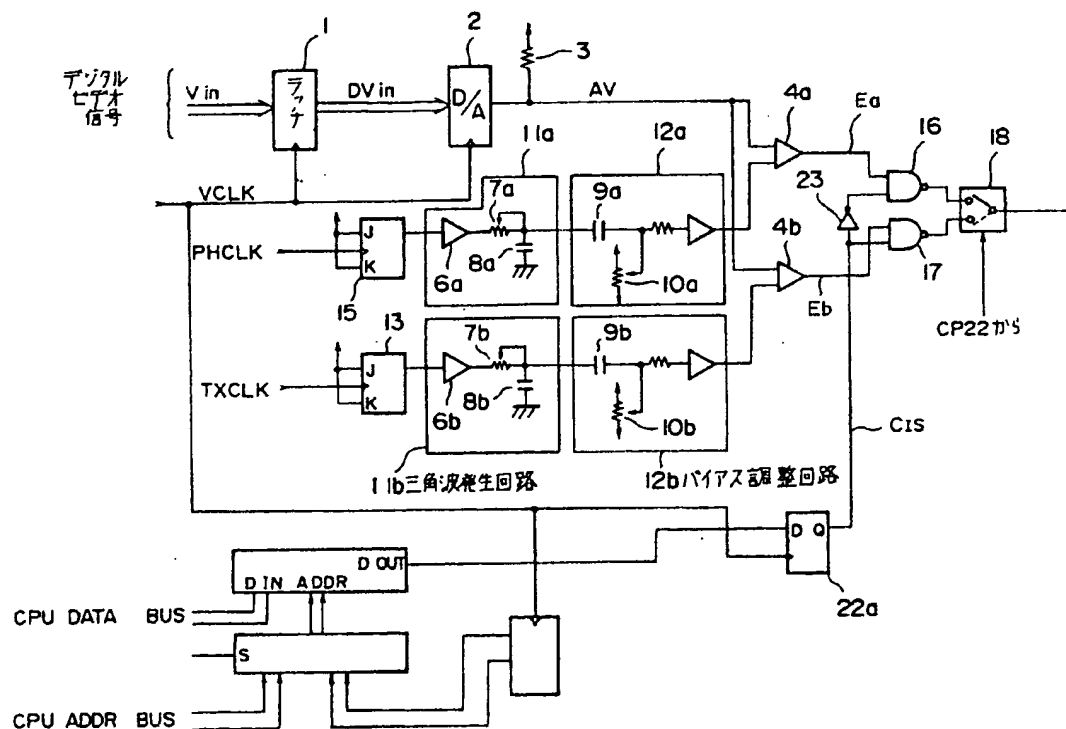 1
2
3
デジタル
ビデオ
信号
V in
ラッチ
DV in
D/A
AV
4a
Ea
16
18
11a
12a
VCLK
7a
9a
23
PHCLK
J
K
15
6a
8a
10a
4b
Eb
17
CP22から
13
7b
9b
TXCLK
J
K
6b
8b
10b
CIS
11b三角波発生回路
12bバイアス調整回路
D OUT
D IN ADDR
D Q
22a
CPU DATA BUS
S
CPU ADDR BUS